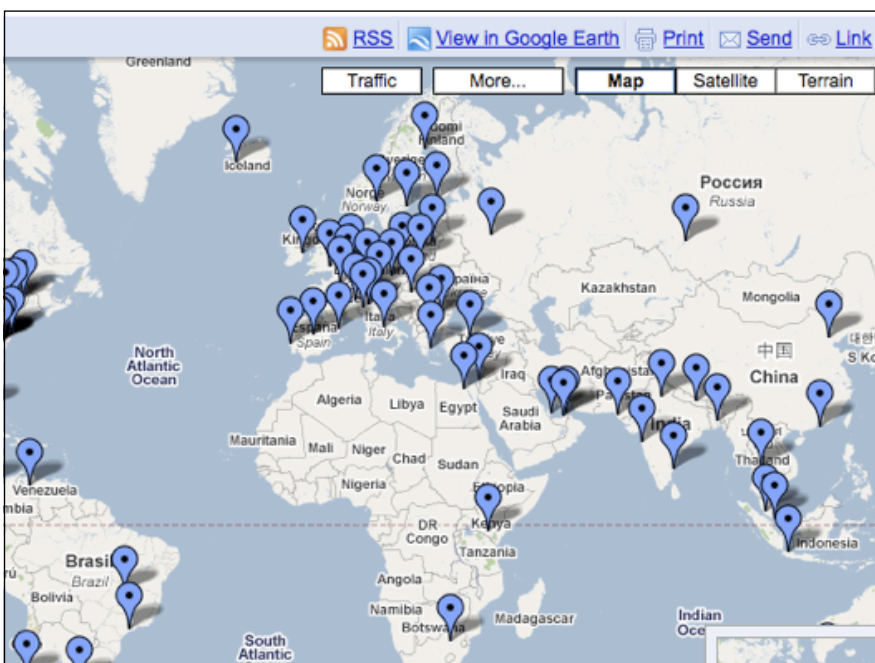 RSS View in Google Earth Print Send Link
Greenland
Traffic More... Map Satellite Terrain
Iceland
Finland
Norge
Norway
Россия
Russia
Kazakhstan
Mongolia
North
Atlantic
Ocean
Spain
Italy
Iraq
中国
China
Algeria
Libya
Egypt
Saudi
Arabia
India
Mauritania
Mali
Niger
Chad
Sudan
Nigeria
Thailand
Venezuela
DR
Congo
Kenya
Tanzania
Indonesia
Brasil
Brazil
Bolivia
Angola
Namibia
Botswana
Madagascar
Indian
South
Atlantic